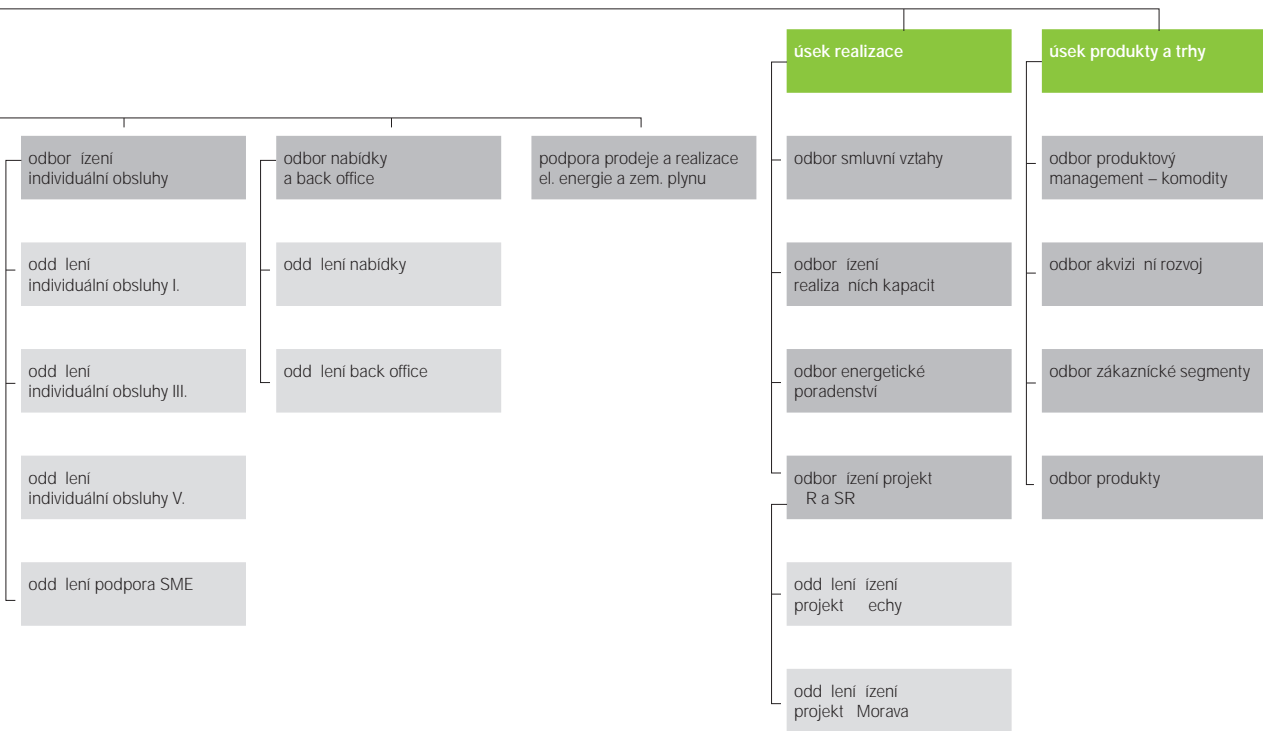 úsek realizace
úsek produkty a trhy
odbor ízení
individuální obsluhy
odbor nabídky
a back office
podpora prodeje a realizace
el. energie a zem. plynu
odbor smluvní vztahy
odbor produktový
management – komodity
odd lení
individuální obsluhy I.
odd lení nabídky
odbor ízení
realiza ních kapacit
odbor akvizi ní rozvoj
odd lení
individuální obsluhy III.
odd lení back office
odbor energetické
poradenství
odbor zákaznické segmenty
odd lení
individuální obsluhy V.
odbor ízení projekt
R a SR
odbor produkty
odd lení podpora SME
odd lení ízení
projekt echy
odd lení ízení
projekt Morava